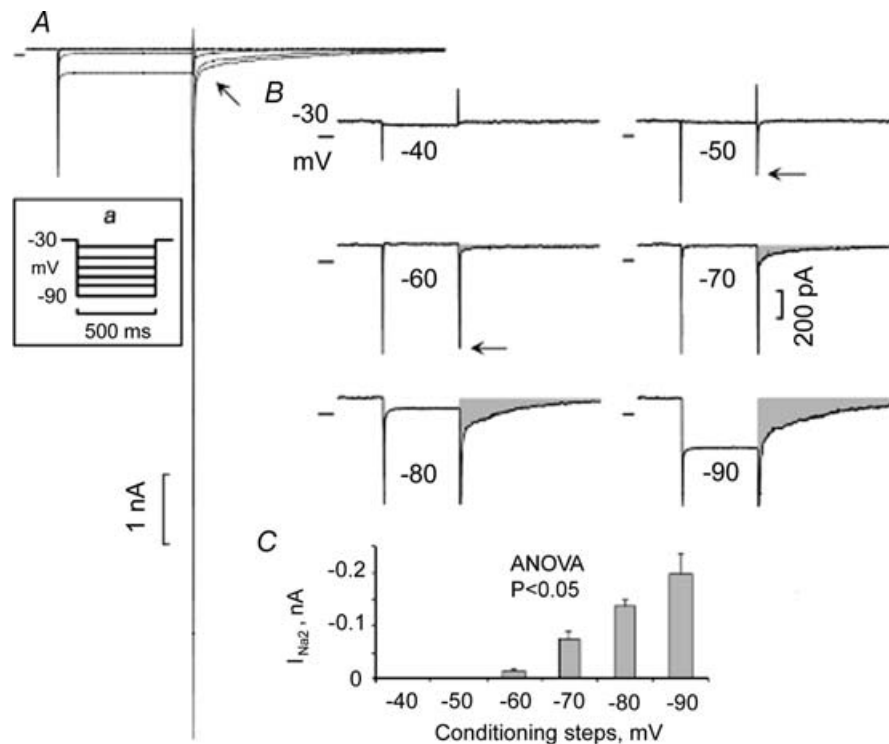 A
B
-30
mV
-40
-50
a
-30
mV
-90
500 ms
-60
-70
200 pA
-80
-90
1 nA
C
ANOVA
P<0.05
I_Na2, nA
-0.2
-0.1
0
-40 -50 -60 -70 -80 -90
Conditioning steps, mV